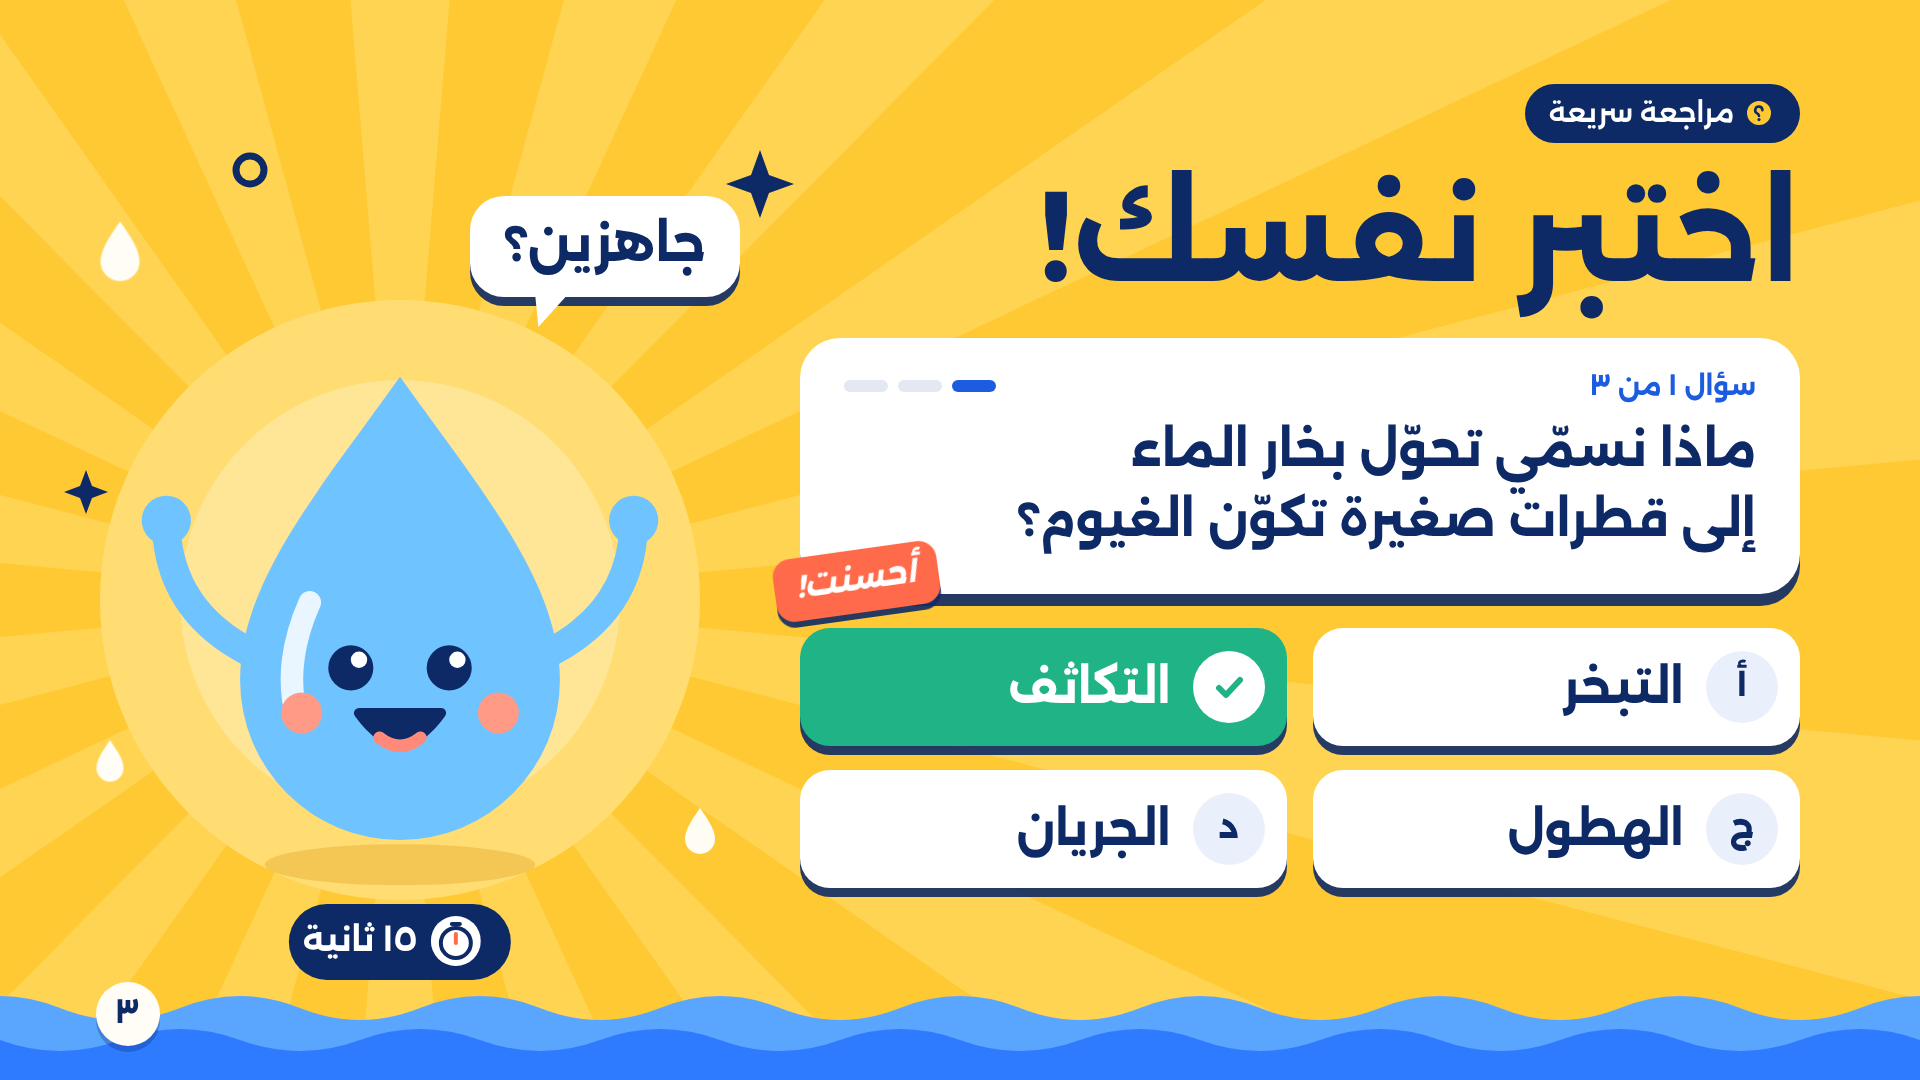 ؟ مراجعة سريعة
اختبر نفسك!
جاهزين؟
سؤال ١ من ٣
ماذا نسمّي تحوّل بخار الماء
إلى قطرات صغيرة تكوّن الغيوم؟
أحسنت!
أ التبخر
التكاثف
ج الهطول
د الجريان
١٥ ثانية
٣